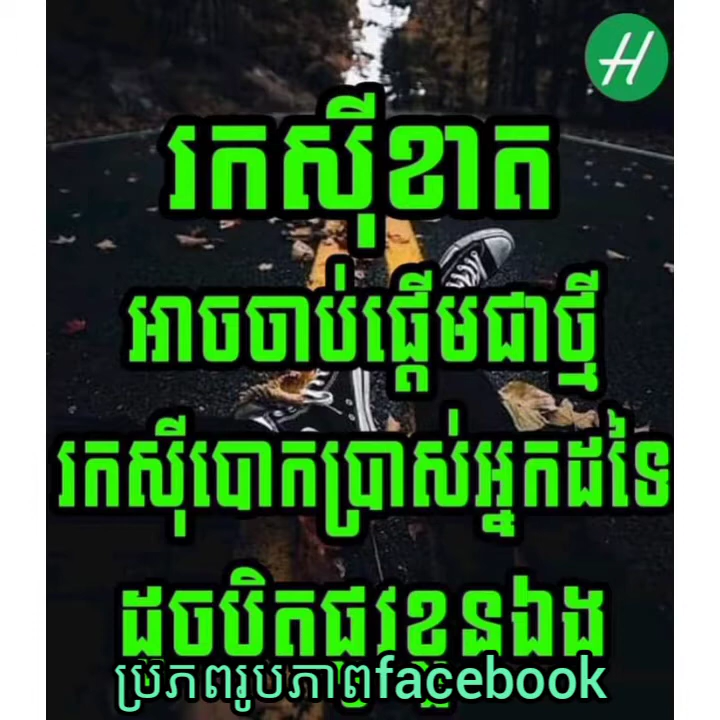 H
រកស៊ីខាត
អាចចាប់ផ្ដើមជាថ្មី
រកស៊ីបោកប្រាស់អ្នកដទៃ
ដូចបិតផ្លូវខ្លួនឯង
ប្រភពរូបភាពfacebook